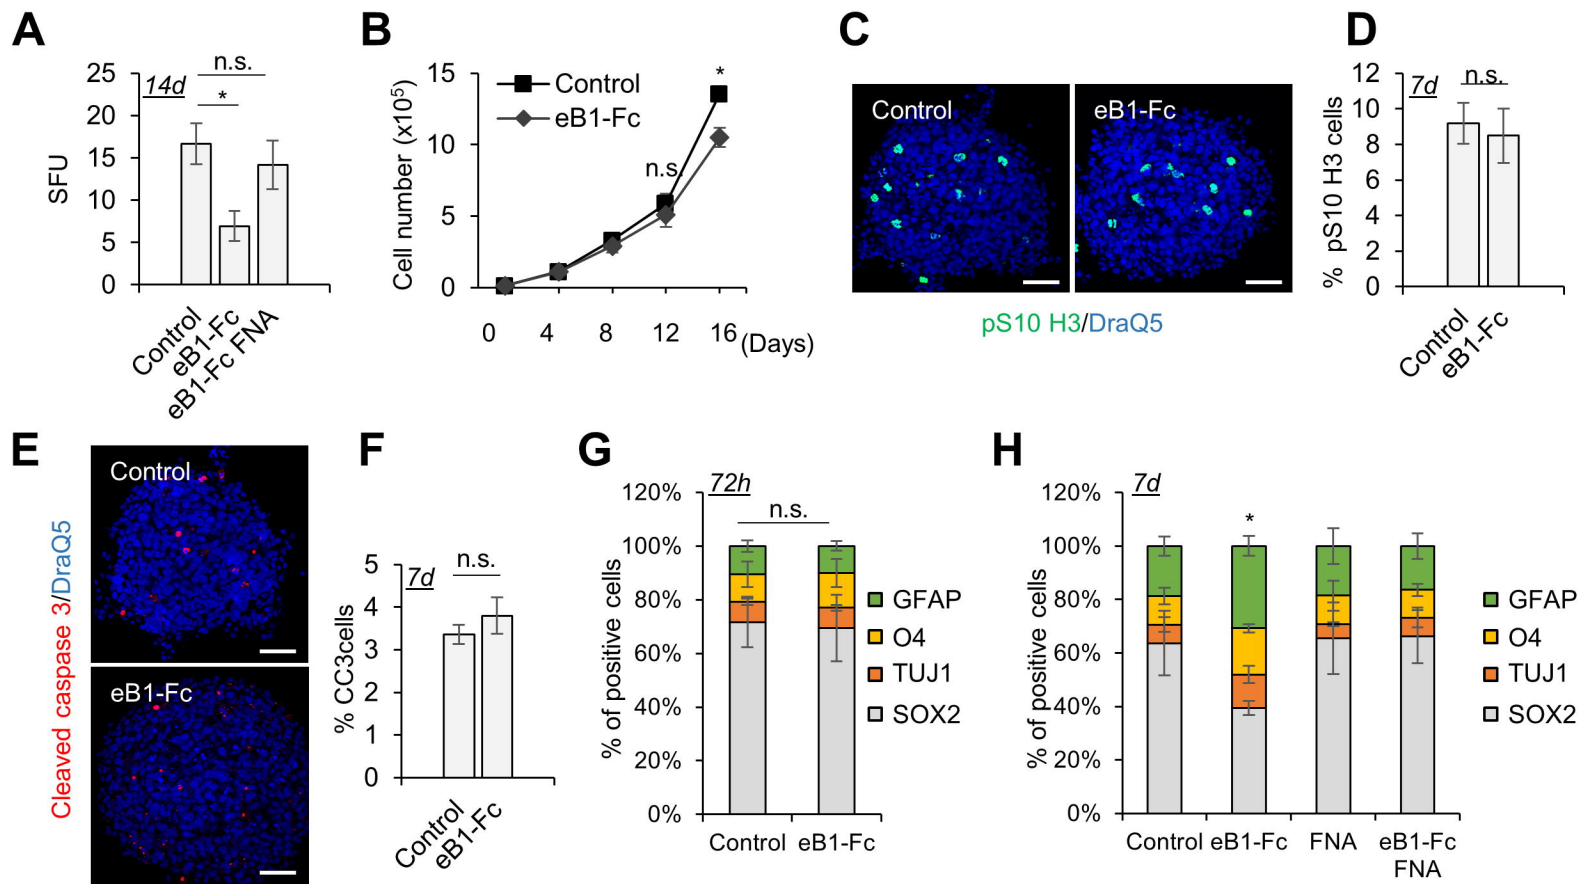 A
SFU
25
20
15
10
5
0
14d
n.s.
*
Control
eB1-Fc
eB1-Fc FNA
B
Cell number (x10⁵)
15
10
5
0
Control
eB1-Fc
n.s.
*
0 4 8 12 16 (Days)
C
Control
eB1-Fc
pS10 H3/DraQ5
D
% pS10 H3 cells
12
10
8
6
4
2
0
7d
n.s.
Control
eB1-Fc
E
Cleaved caspase 3/DraQ5
Control
eB1-Fc
F
% CC3cells
5
4
3
2
1
0
7d
n.s.
Control
eB1-Fc
G
% of positive cells
120%
100%
80%
60%
40%
20%
0%
72h
n.s.
Control eB1-Fc
GFAP
O4
TUJ1
SOX2
H
% of positive cells
120%
100%
80%
60%
40%
20%
0%
7d
*
Control eB1-Fc FNA eB1-Fc
FNA
GFAP
O4
TUJ1
SOX2